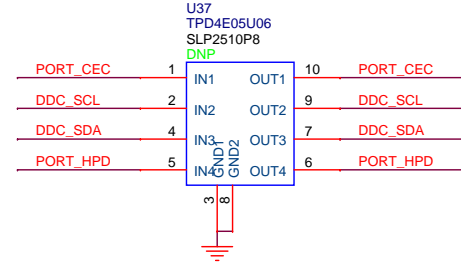 U37
TPD4E05U06
SLP2510P8
DNP
PORT_CEC 1 IN1 OUT1 10 PORT_CEC
DDC_SCL 2 IN2 OUT2 9 DDC_SCL
DDC_SDA 4 IN3 OUT3 7 DDC_SDA
PORT_HPD 5 IN4 OUT4 6 PORT_HPD
GND1
GND2
3
8